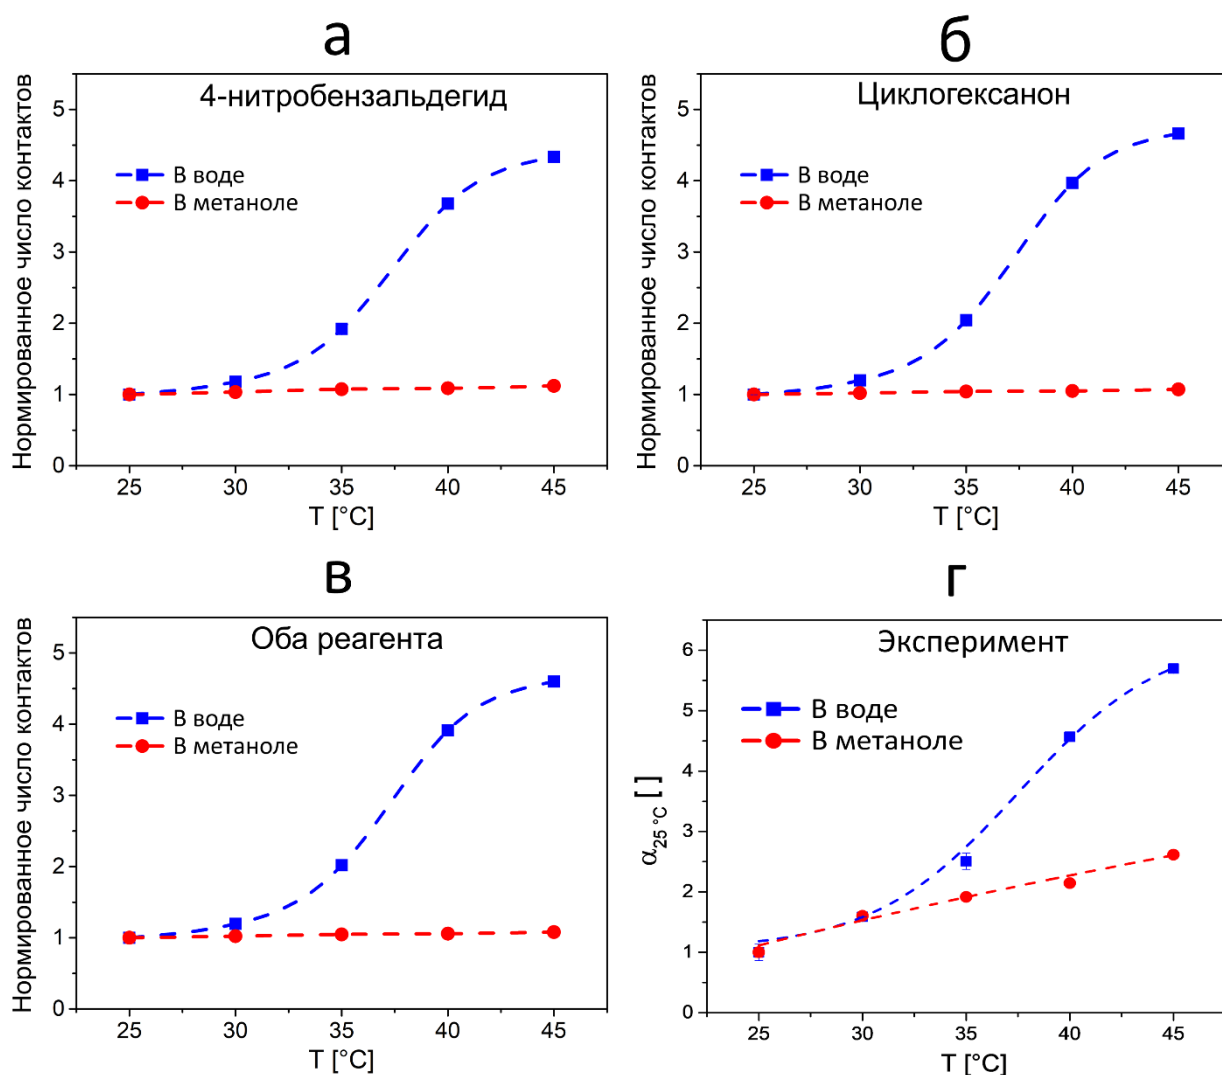 а
4-нитробензальдегид
Нормированное число контактов
В воде
В метаноле
5
4
3
2
1
0
25 30 35 40 45
T [°C]
б
Циклогексанон
Нормированное число контактов
В воде
В метаноле
5
4
3
2
1
0
25 30 35 40 45
T [°C]
в
Оба реагента
Нормированное число контактов
В воде
В метаноле
5
4
3
2
1
0
25 30 35 40 45
T [°C]
г
Эксперимент
α25 °C [ ]
В воде
В метаноле
6
5
4
3
2
1
0
25 30 35 40 45
T [°C]